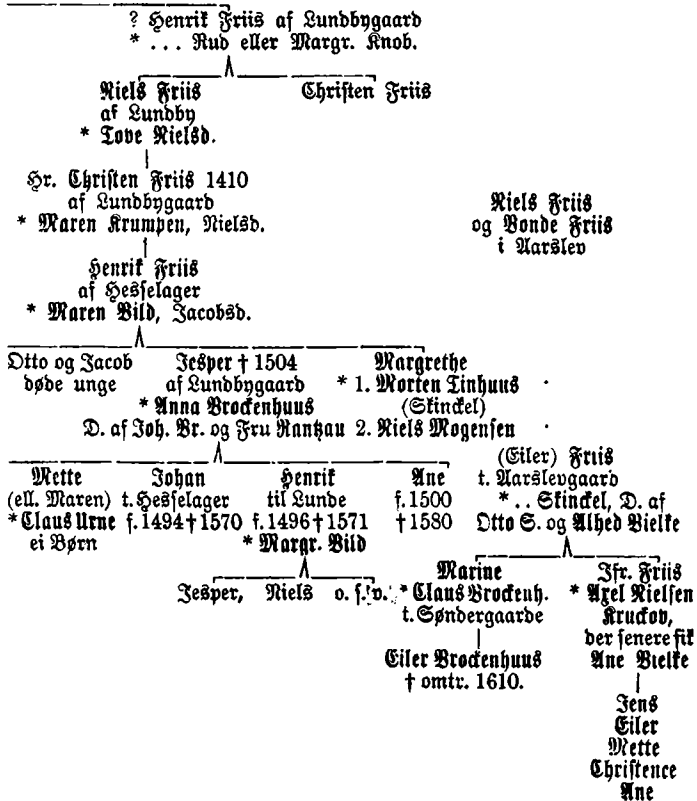 ? Henrik Friis af Lundbygaard
* ... Rud eller Margr. Knob.
Niels Friis
af Lundby
* Tove Nielsd.
Christen Friis
Hr. Christen Friis 1410
af Lundbygaard
* Maren Krumpen, Nielsd.
Niels Friis
og Bonde Friis
i Aarslev
Henrik Friis
af Hesselager
* Maren Bild, Jacobsd.
Otto og Jacob
døde unge
Jesper † 1504
af Lundbygaard
* Anna Brockenhuus
D. af Joh. Br. og Fru Rantzau
Margrethe
* 1. Morten Tinhuus
(Skinckel)
2. Niels Mogensen
Mette
(ell. Maren)
* Claus Urne
ei Børn
Johan
t. Hesselager
f. 1494 † 1570
Henrik
til Lunde
f. 1496 † 1571
* Margr. Bild
Ane
f. 1500
† 1580
(Eiler) Friis
t. Aarslevgaard
* .. Skinckel, D. af
Otto S. og Alhed Bielke
Jesper, Niels o. s. v.
Marine
* Claus Brockenh.
t. Søndergaarde
Eiler Brockenhuus
† omtr. 1610.
Jfr. Friis
* Axel Nielsen
Kruckov,
der senere fik
Ane Bielke
Jens
Eiler
Mette
Christence
Ane